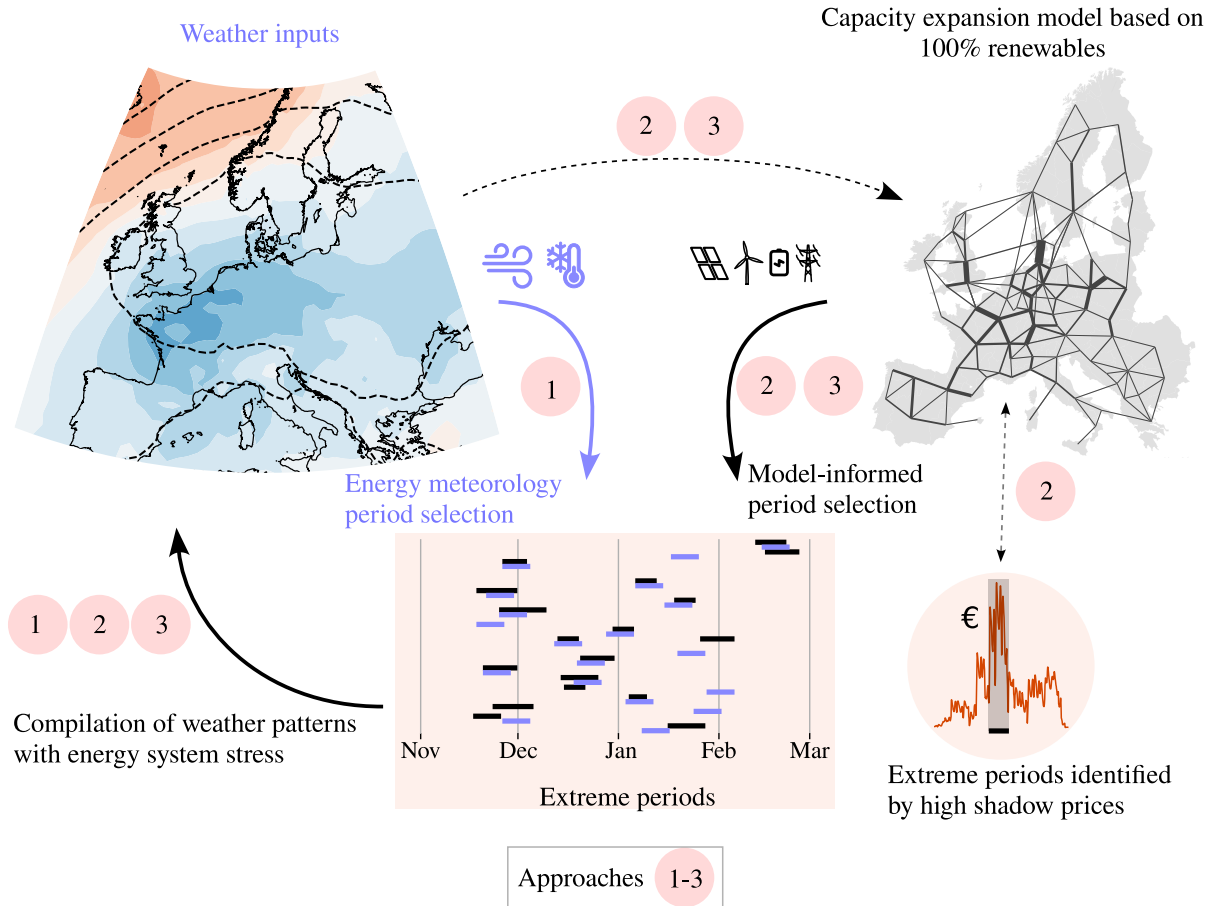 Weather inputs
Capacity expansion model based on
100% renewables
2 3
1
2 3
Energy meteorology
period selection
Model-informed
period selection
2
1 2 3
€
Compilation of weather patterns
with energy system stress
Nov Dec Jan Feb Mar
Extreme periods
Extreme periods identified
by high shadow prices
Approaches 1-3